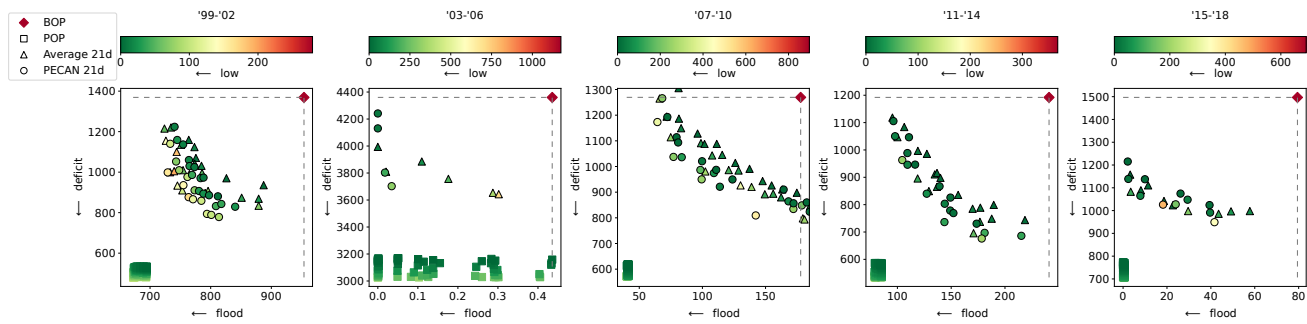 BOP
POP
Average 21d
PECAN 21d
'99-'02
0 100 200
⟵ low
1400
1200
1000
800
600
⟵ deficit
700 800 900
⟵ flood
'03-'06
0 250 500 750 1000
⟵ low
4400
4200
4000
3800
3600
3400
3200
3000
⟵ deficit
0.0 0.1 0.2 0.3 0.4
⟵ flood
'07-'10
0 200 400 600 800
⟵ low
1300
1200
1100
1000
900
800
700
600
⟵ deficit
50 100 150
⟵ flood
'11-'14
0 100 200 300
⟵ low
1200
1100
1000
900
800
700
600
500
⟵ deficit
100 150 200
⟵ flood
'15-'18
0 200 400 600
⟵ low
1500
1400
1300
1200
1100
1000
900
800
700
⟵ deficit
0 20 40 60 80
⟵ flood